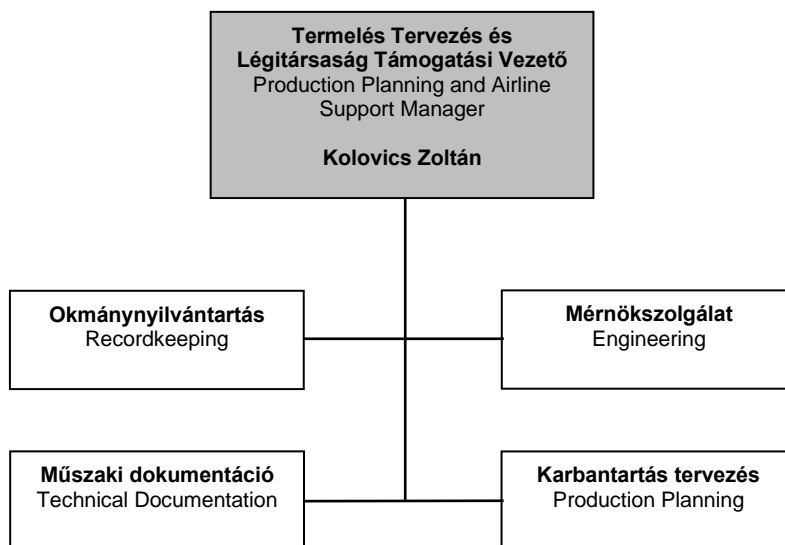 Termelés Tervezés és
Légitársaság Támogatási Vezető
Production Planning and Airline
Support Manager
Kolovics Zoltán
Okmánynyilvántartás
Recordkeeping
Mérnökszolgálat
Engineering
Műszaki dokumentáció
Technical Documentation
Karbantartás tervezés
Production Planning